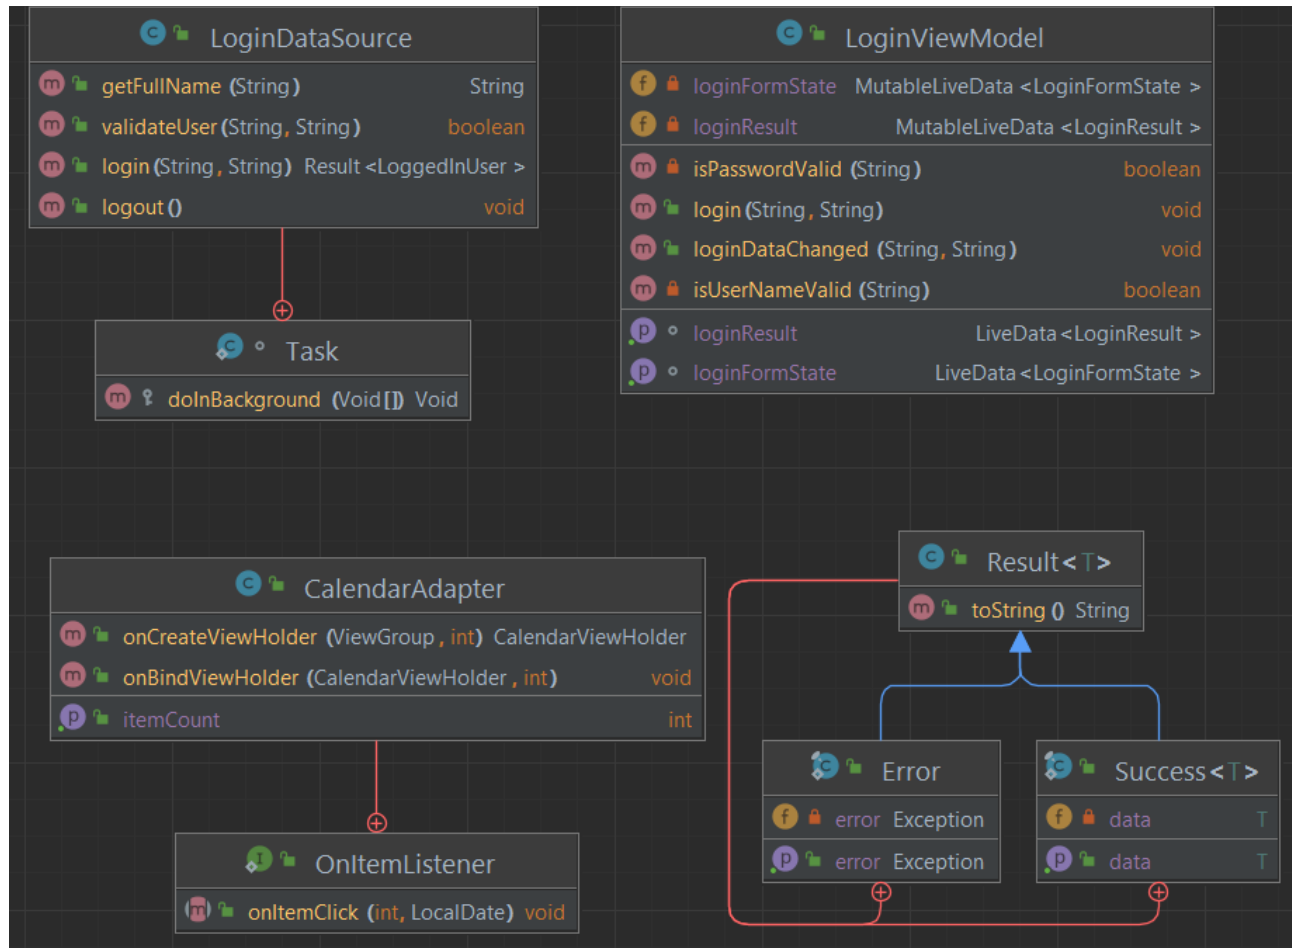 LoginDataSource
getFullName (String) String
validateUser(String, String) boolean
login(String, String) Result<LoggedInUser >
logout() void
Task
doInBackground (Void[]) Void
LoginViewModel
loginFormState MutableLiveData<LoginFormState >
loginResult MutableLiveData<LoginResult >
isPasswordValid (String) boolean
login(String, String) void
loginDataChanged (String, String) void
isUserNameValid (String) boolean
loginResult LiveData<LoginResult >
loginFormState LiveData<LoginFormState >
CalendarAdapter
onCreateViewHolder (ViewGroup, int) CalendarViewHolder
onBindViewHolder (CalendarViewHolder, int) void
itemCount int
OnItemListener
onItemClick (int, LocalDate) void
Result<T>
toString() String
Error
error Exception
error Exception
Success<T>
data T
data T